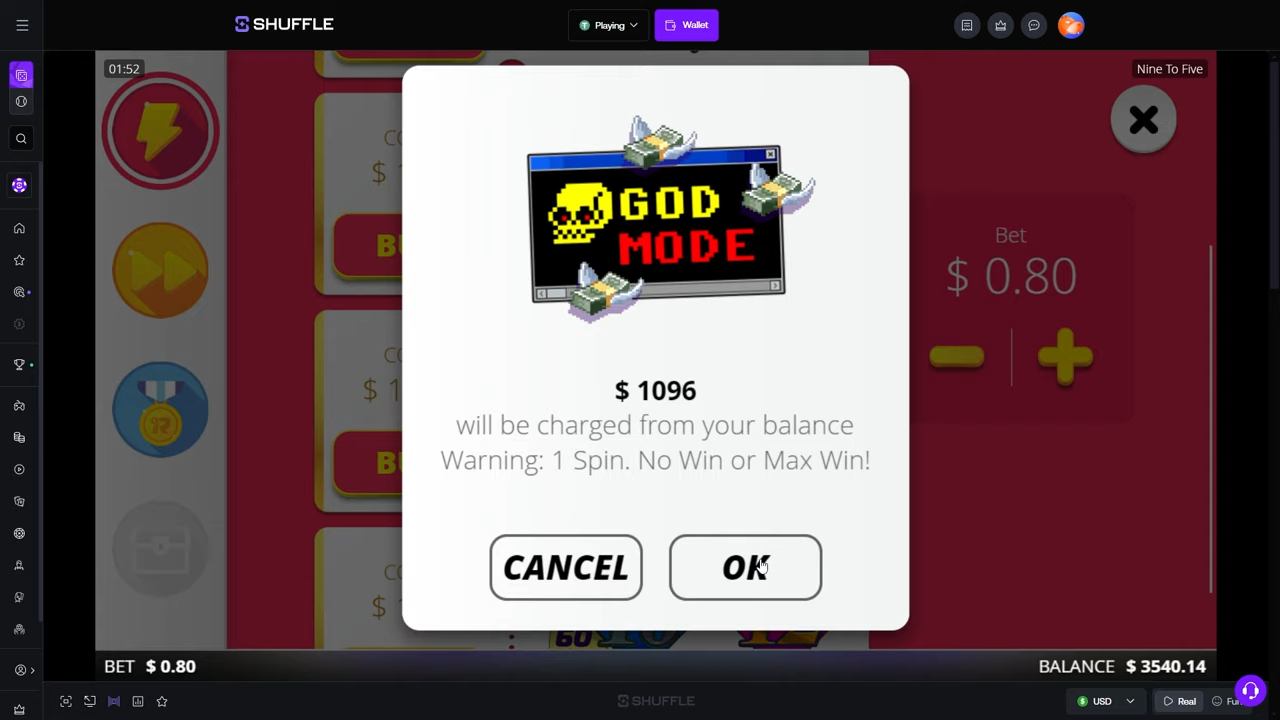 SHUFFLE
Playing
Wallet
01:52
Nine To Five
GOD
MODE
Bet
$ 0.80
$ 1096
will be charged from your balance
Warning: 1 Spin. No Win or Max Win!
CANCEL
OK
60
BET $ 0.80
BALANCE $ 3540.14
SHUFFLE
USD
Real